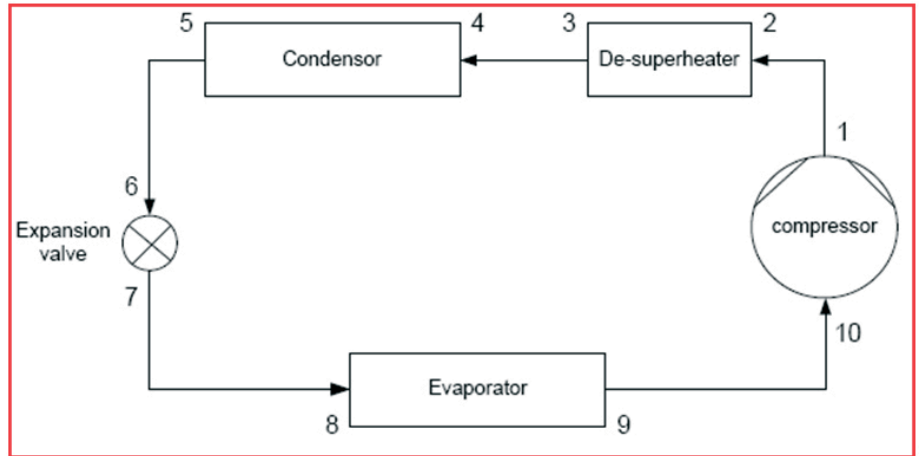 5
4
3
2
Condensor
De-superheater
1
6
Expansion
valve
compressor
7
10
Evaporator
8
9